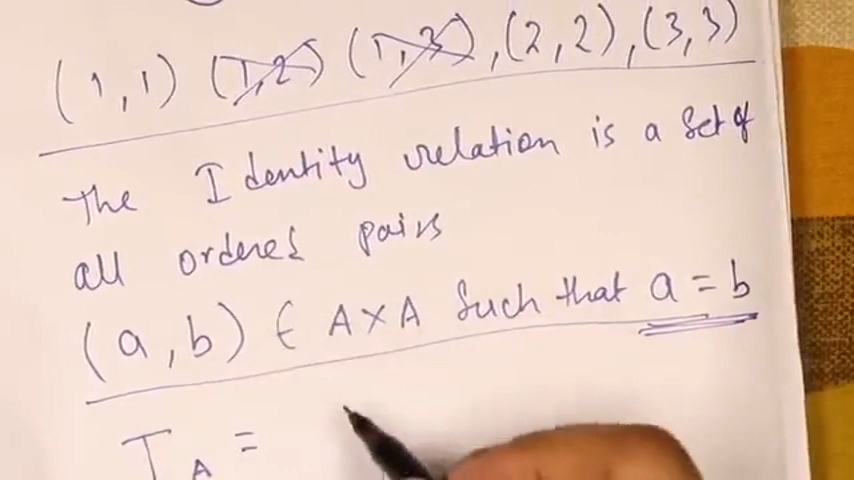 (1,1) (1,2) (1,3) , (2,2) , (3,3)
The Identity relation is a set of
all ordered pairs
(a,b) ∈ A×A such that a = b
I_A =